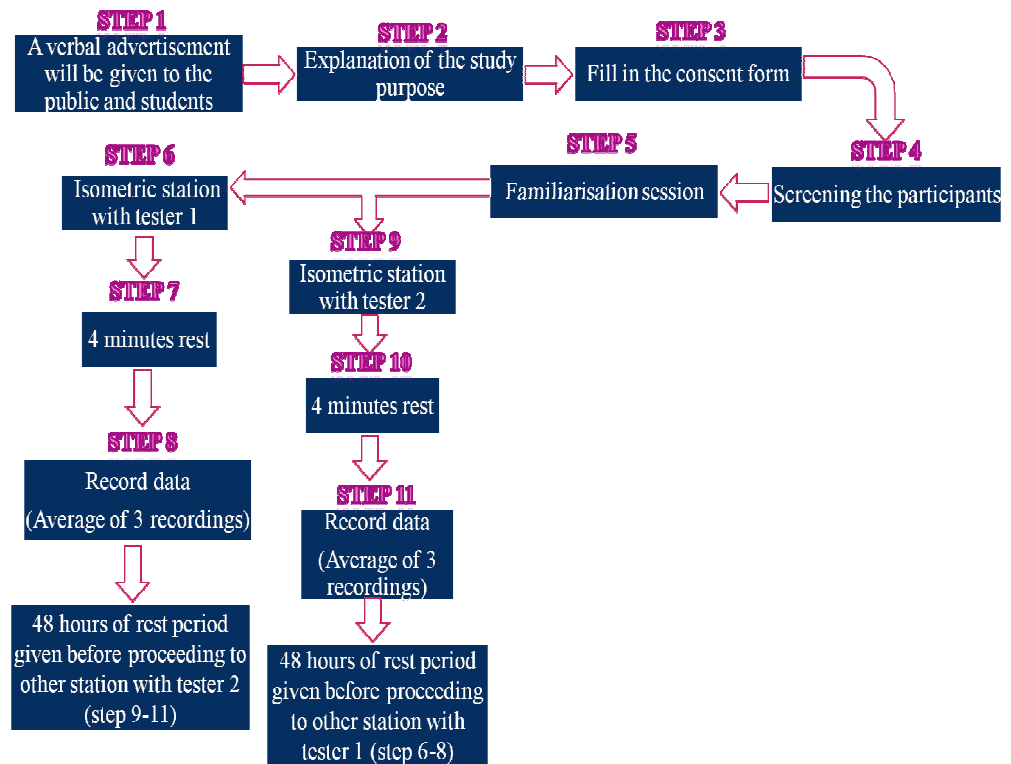 STEP 1
A verbal advertisement
will be given to the
public and students
STEP 2
Explanation of the study
purpose
STEP 3
Fill in the consent form
STEP 4
Screening the participants
STEP 5
Familiarisation session
STEP 6
Isometric station
with tester 1
STEP 7
4 minutes rest
STEP 8
Record data
(Average of 3 recordings)
48 hours of rest period
given before proceeding to
other station with tester 2
(step 9-11)
STEP 9
Isometric station
with tester 2
STEP 10
4 minutes rest
STEP 11
Record data
(Average of 3
recordings)
48 hours of rest period
given before proceeding
to other station with
tester 1 (step 6-8)